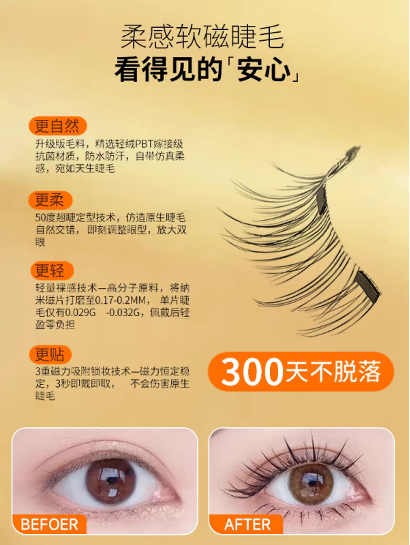 柔感软磁睫毛
看得见的「安心」
更自然
升级版毛料，精选轻绒PBT嫁接级
抗菌材质，防水防汗，自带仿真柔
感，宛如天生睫毛
更柔
50度翘睫定型技术，仿造原生睫毛
自然交错，即刻调整眼型，放大双
眼
更轻
轻量裸感技术—高分子原料，将纳
米磁片打磨至0.17-0.2MM， 单片睫
毛仅有0.029G -0.032G，佩戴后轻
盈零负担
更贴
3重磁力吸附锁妆技术—磁力恒定稳
定，3秒即戴即取， 不会伤害原生
睫毛
300天不脱落
BEFOER
AFTER